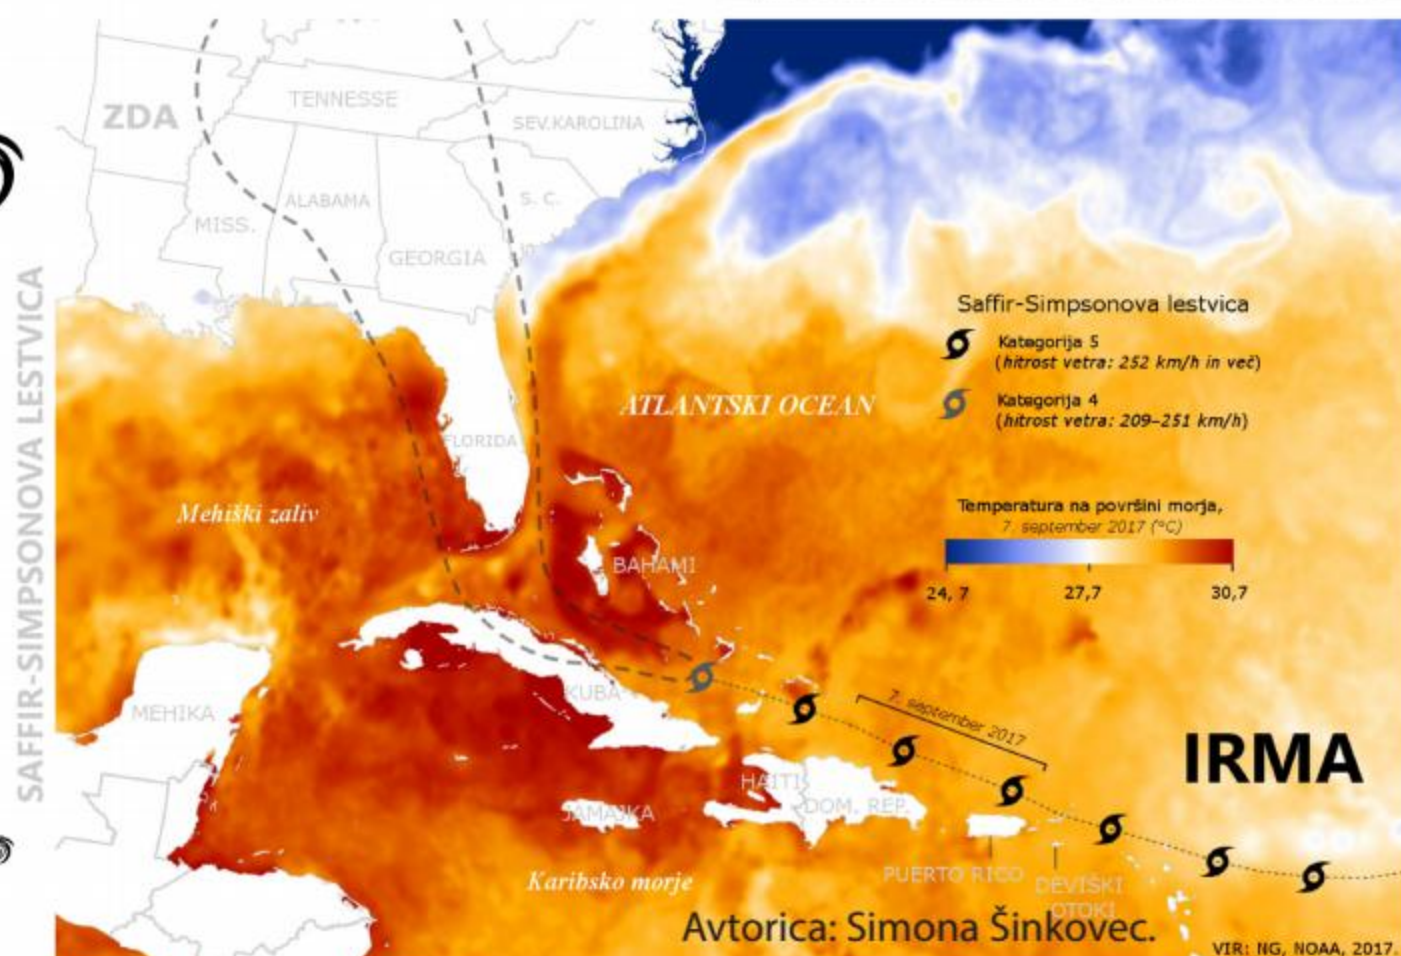 ZDA
TENNESSE
SEV.KAROLINA
ALABAMA
S. C.
MISS.
GEORGIA
SAFFIR-SIMPSONOVA LESTVICA
Saffir-Simpsonova lestvica
Kategorija 5
(hitrost vetra: 252 km/h in več)
Kategorija 4
(hitrost vetra: 209–251 km/h)
ATLANTSKI OCEAN
FLORIDA
Mehiški zaliv
Temperatura na površini morja,
7. september 2017 (°C)
24, 7 27,7 30,7
BAHAMI
KUBA
MEHIKA
7. september 2017
IRMA
HAITI
DOM. REP.
JAMAJKA
PUERTO RICO
DEVIŠKI
OTOKI
Karibsko morje
Avtorica: Simona Šinkovec.
VIR: NG, NOAA, 2017.